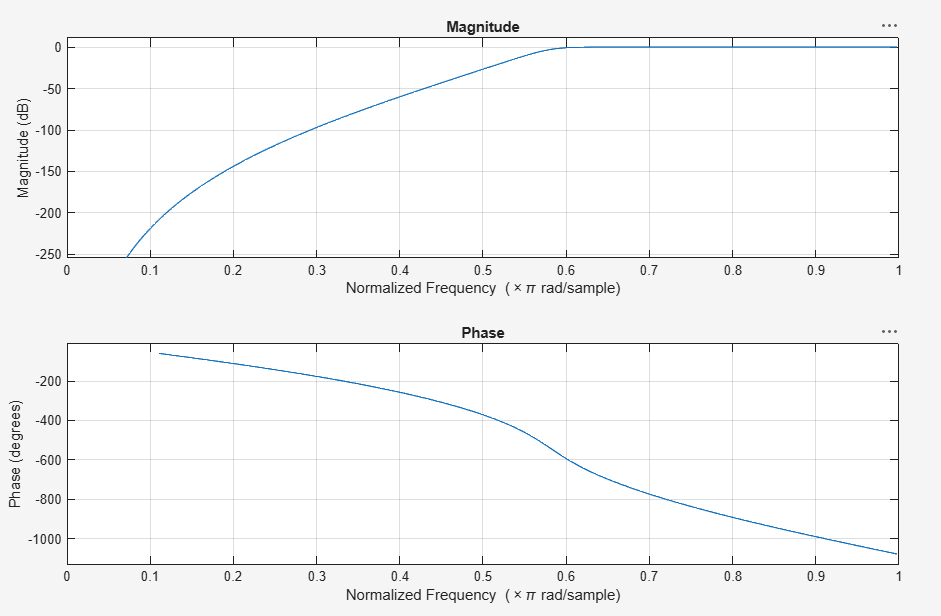 Magnitude
0
-50
-100
-150
-200
-250
Magnitude (dB)
0 0.1 0.2 0.3 0.4 0.5 0.6 0.7 0.8 0.9 1
Normalized Frequency (× π rad/sample)
Phase
-200
-400
-600
-800
-1000
Phase (degrees)
0 0.1 0.2 0.3 0.4 0.5 0.6 0.7 0.8 0.9 1
Normalized Frequency (× π rad/sample)